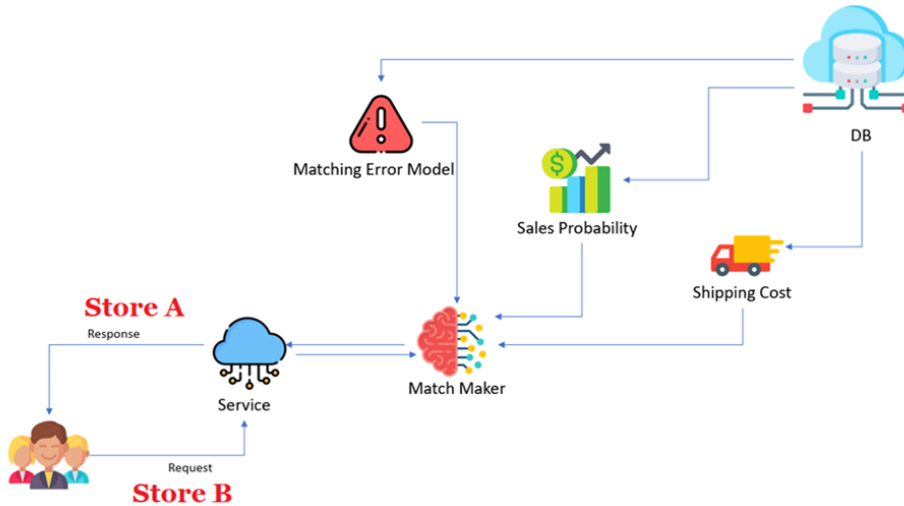 DB
Matching Error Model
Sales Probability
Shipping Cost
Store A
Response
Match Maker
Service
Request
Store B